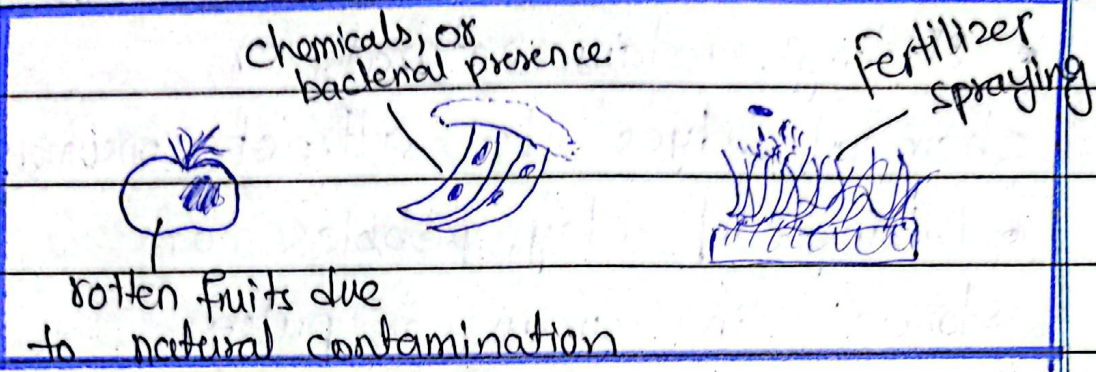 chemicals, or
bacterial presence
Fertilizer
spraying
rotten fruits due
to natural contamination